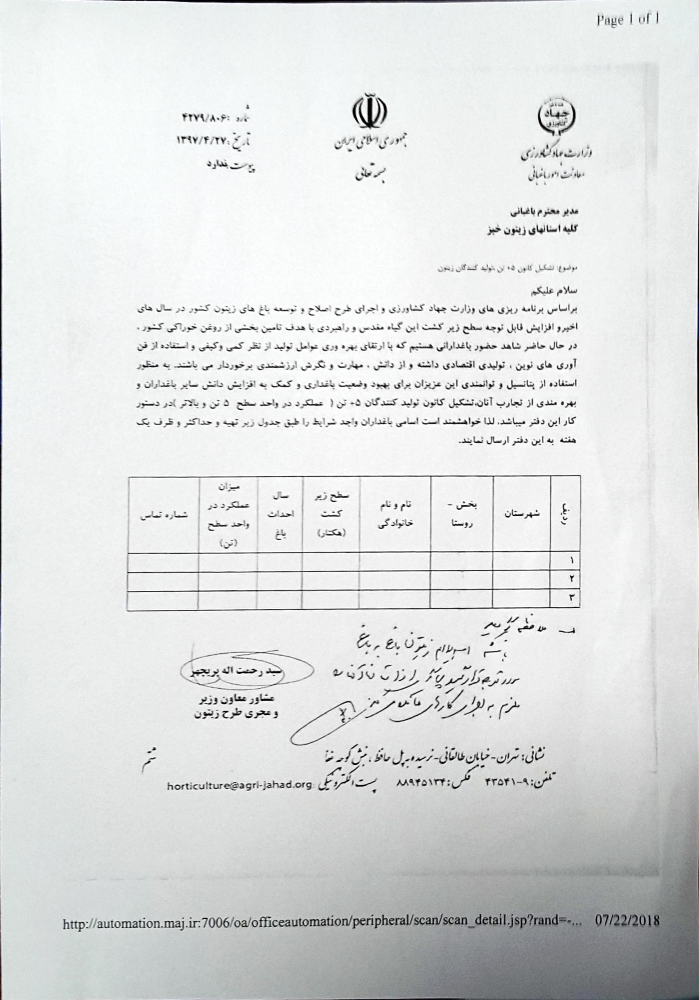 Page 1 of 1
جهاد
کشاورزی
وزارت جهاد کشاورزی
معاونت امور باغبانی
جمهوری اسلامی ایران
بسمه تعالی
شماره :۴۲۷۹/۸۰۶
تاریخ :۱۳۹۷/۴/۲۷
پیوست ندارد
مدیر محترم باغبانی
کلیه استانهای زیتون خیز
موضوع: تشکیل کانون ۵+ تن تولید کنندگان زیتون
سلام علیکم
براساس برنامه ریزی های وزارت جهاد کشاورزی و اجرای طرح اصلاح و توسعه باغ های زیتون کشور در سال های
اخیرو افزایش قابل توجه سطح زیر کشت این گیاه مقدس و راهبردی با هدف تامین بخشی از روغن خوراکی کشور ،
در حال حاضر شاهد حضور باغدارانی هستیم که با ارتقای بهره وری عوامل تولید از نظر کمی وکیفی و استفاده از فن
آوری های نوین ، تولیدی اقتصادی داشته و از دانش ، مهارت و نگرش ارزشمندی برخوردار می باشند. به منظور
استفاده از پتانسیل و توانمندی این عزیزان برای بهبود وضعیت باغداری و کمک به افزایش دانش سایر باغداران و
بهره مندی از تجارب آنان،تشکیل کانون تولید کنندگان ۵+ تن ( عملکرد در واحد سطح ۵ تن و بالاتر )در دستور
کار این دفتر میباشد. لذا خواهشمند است اسامی باغداران واجد شرایط را طبق جدول زیر تهیه و حداکثر و ظرف یک
هفته به این دفتر ارسال نمایند.
ردیف شهرستان بخش - روستا نام و نام خانوادگی سطح زیر کشت (هکتار) سال احداث باغ میزان عملکرد در واحد سطح (تن) شماره تماس
۱
۲
۳
ملاحظه گردید
زیتون باغ به باغ
ملزم به اجرای کارهای
سید رحمت اله بریجهر
مشاور معاون وزیر
و مجری طرح زیتون
نشانی: تهران - خیابان طالقانی - نرسیده به پل حافظ ، نبش کوچه غفا
تلفن: ۹-۴۳۵۴۱ فکس: ۸۸۹۴۵۱۳۴ پست الکترونیکی horticulture@agri-jahad.org
http://automation.maj.ir:7006/oa/officeautomation/peripheral/scan/scan_detail.jsp?rand=-... 07/22/2018